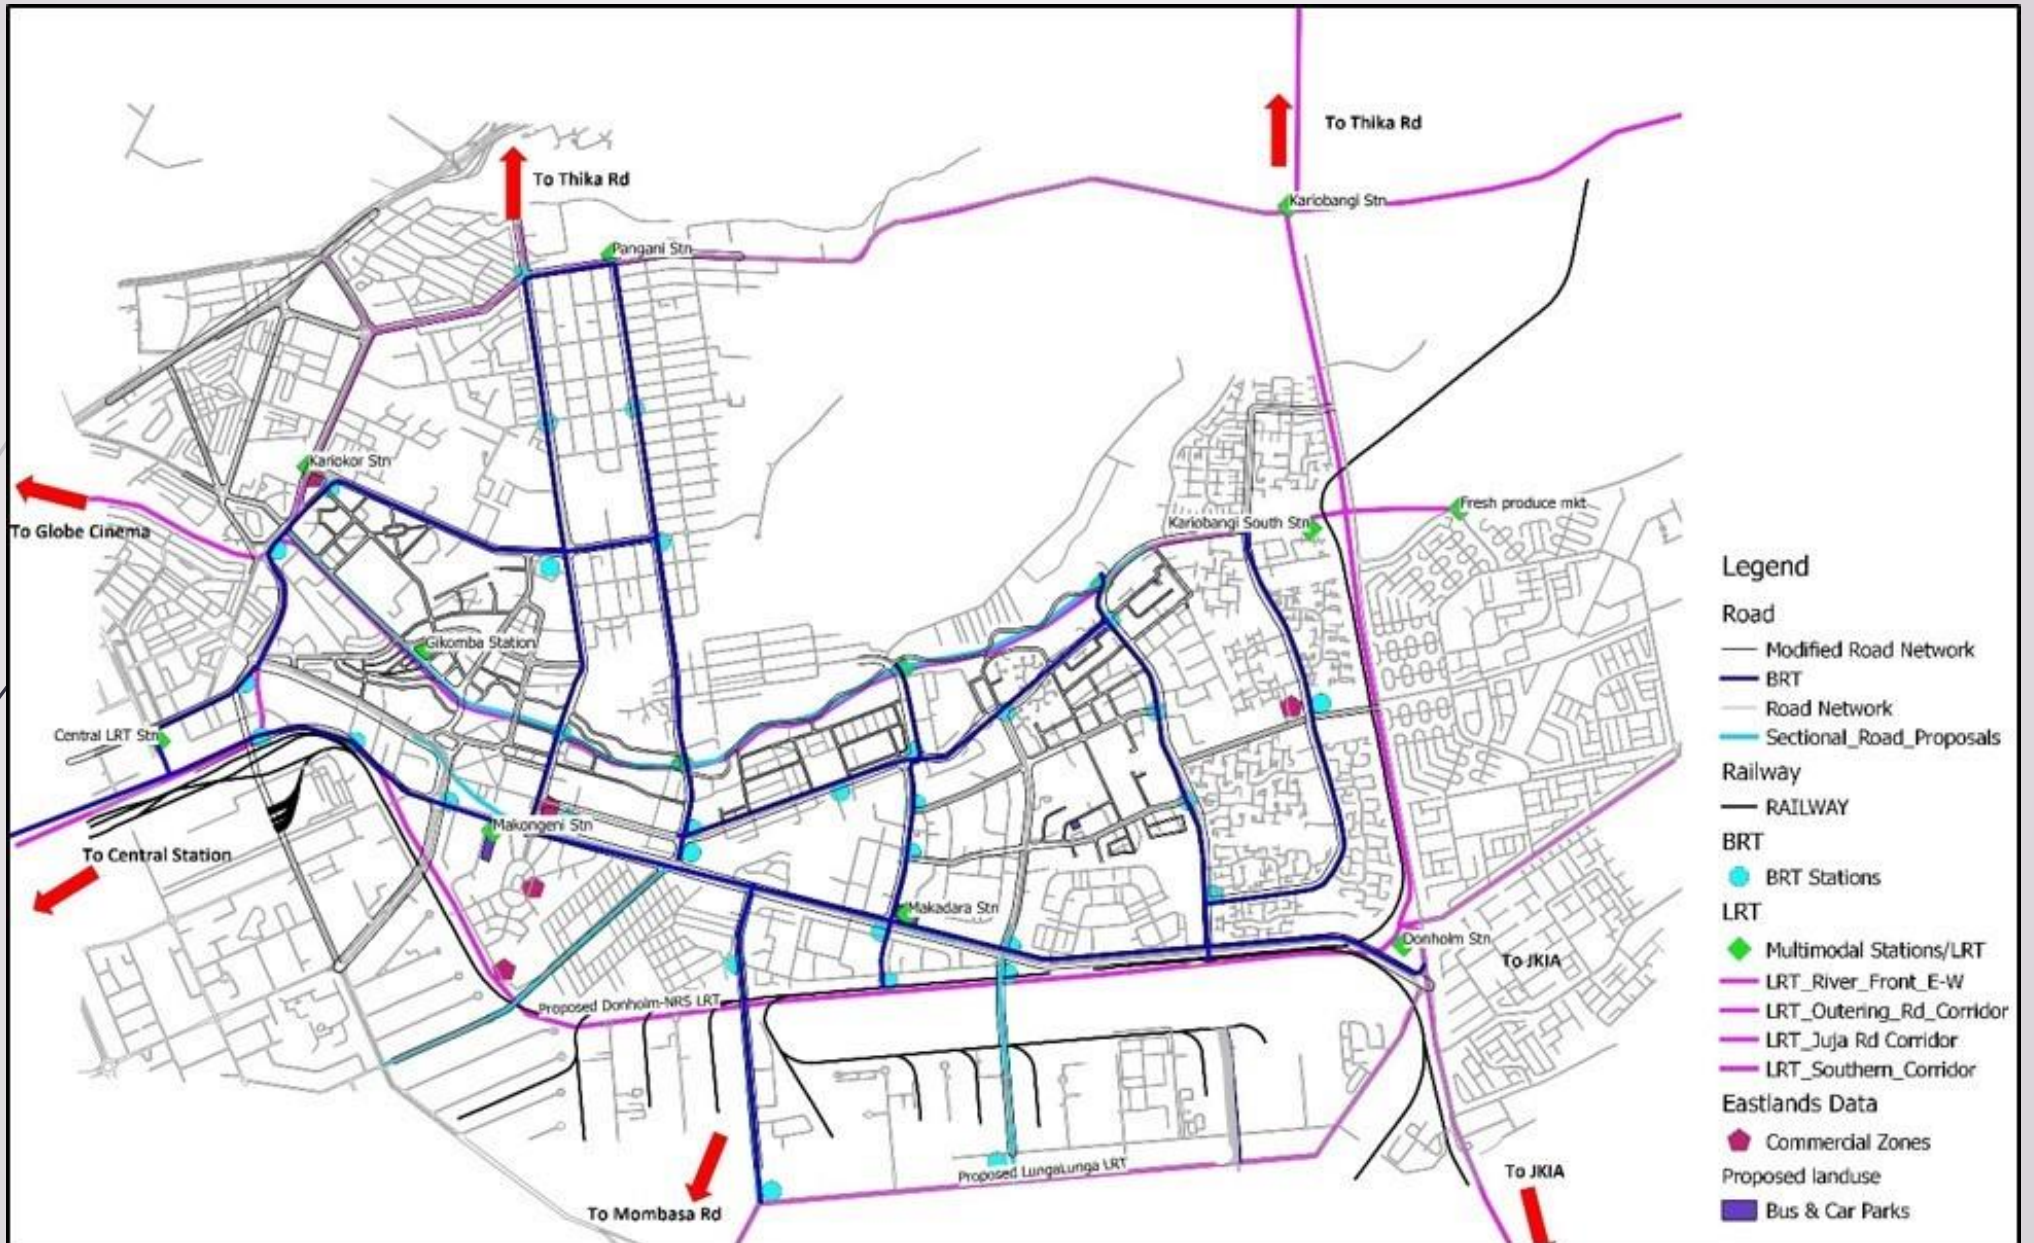 To Thika Rd
To Thika Rd
Kariobangi Stn
Pangani Stn
Kariokor Stn
To Globe Cinema
Fresh produce mkt
Kariobangi South Stn
Gikomba Station
Central LRT Stn
Makongeni Stn
To Central Station
Makadara Stn
Donholm Stn
To JKIA
Proposed Donholm-NRS LRT
Proposed LungaLunga LRT
To JKIA
To Mombasa Rd
Legend
Road
Modified Road Network
BRT
Road Network
Sectional_Road_Proposals
Railway
RAILWAY
BRT
BRT Stations
LRT
Multimodal Stations/LRT
LRT_River_Front_E-W
LRT_Outering_Rd_Corridor
LRT_Juja Rd Corridor
LRT_Southern_Corridor
Eastlands Data
Commercial Zones
Proposed landuse
Bus & Car Parks